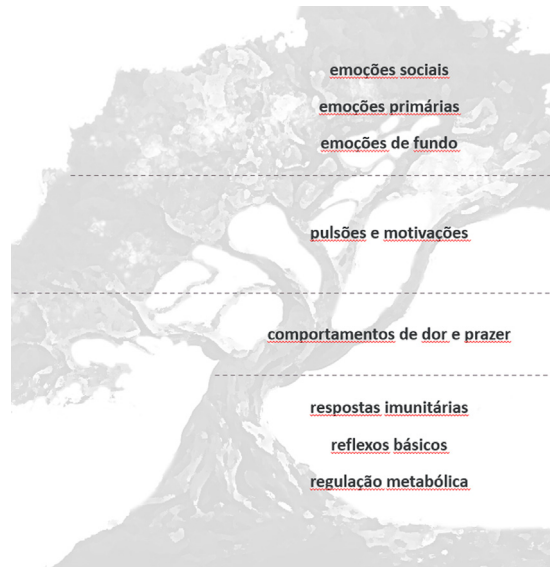 emoções sociais
emoções primárias
emoções de fundo
pulsões e motivações
comportamentos de dor e prazer
respostas imunitárias
reflexos básicos
regulação metabólica